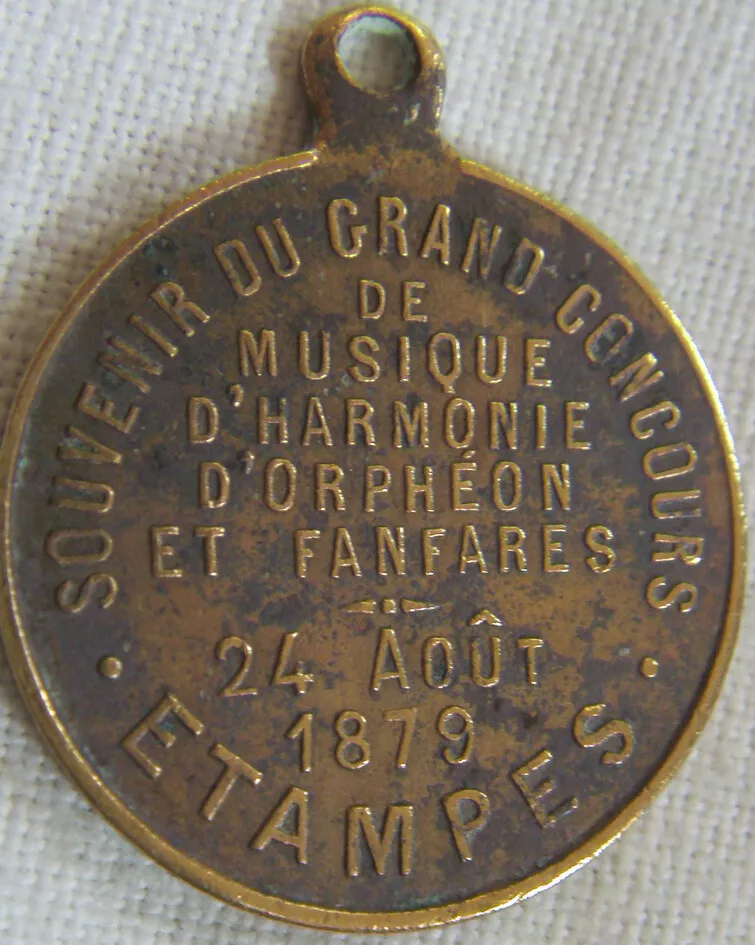 SOUVENIR DU GRAND CONCOURS
DE
MUSIQUE
D'HARMONIE
D'ORPHÉON
ET FANFARES
24 AOÛT
1879
ETAMPES